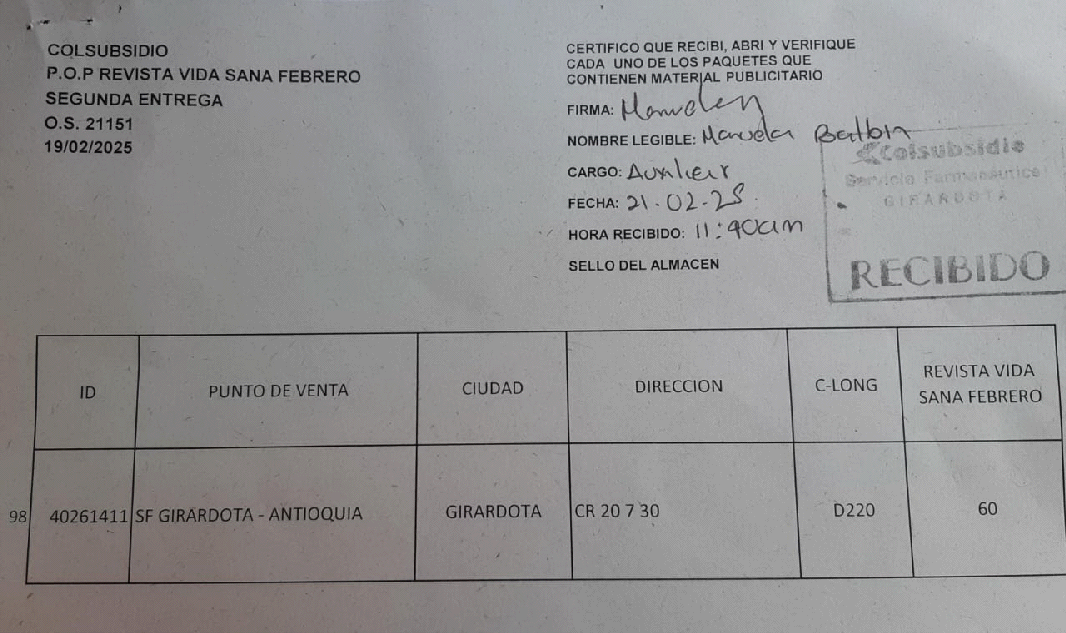 COLSUBSIDIO
P.O.P REVISTA VIDA SANA FEBRERO
SEGUNDA ENTREGA
O.S. 21151
19/02/2025
CERTIFICO QUE RECIBI, ABRI Y VERIFIQUE
CADA UNO DE LOS PAQUETES QUE
CONTIENEN MATERIAL PUBLICITARIO
FIRMA:
NOMBRE LEGIBLE: Manuela
CARGO: Auxiliar
FECHA: 21-02-25
HORA RECIBIDO: 11:40am
SELLO DEL ALMACEN
Colsubsidio
Servicio Farmaceutico
GIRARDOTA
RECIBIDO
ID PUNTO DE VENTA CIUDAD DIRECCION C-LONG REVISTA VIDA
SANA FEBRERO
98 40261411 SF GIRARDOTA - ANTIOQUIA GIRARDOTA CR 20 7 30 D220 60